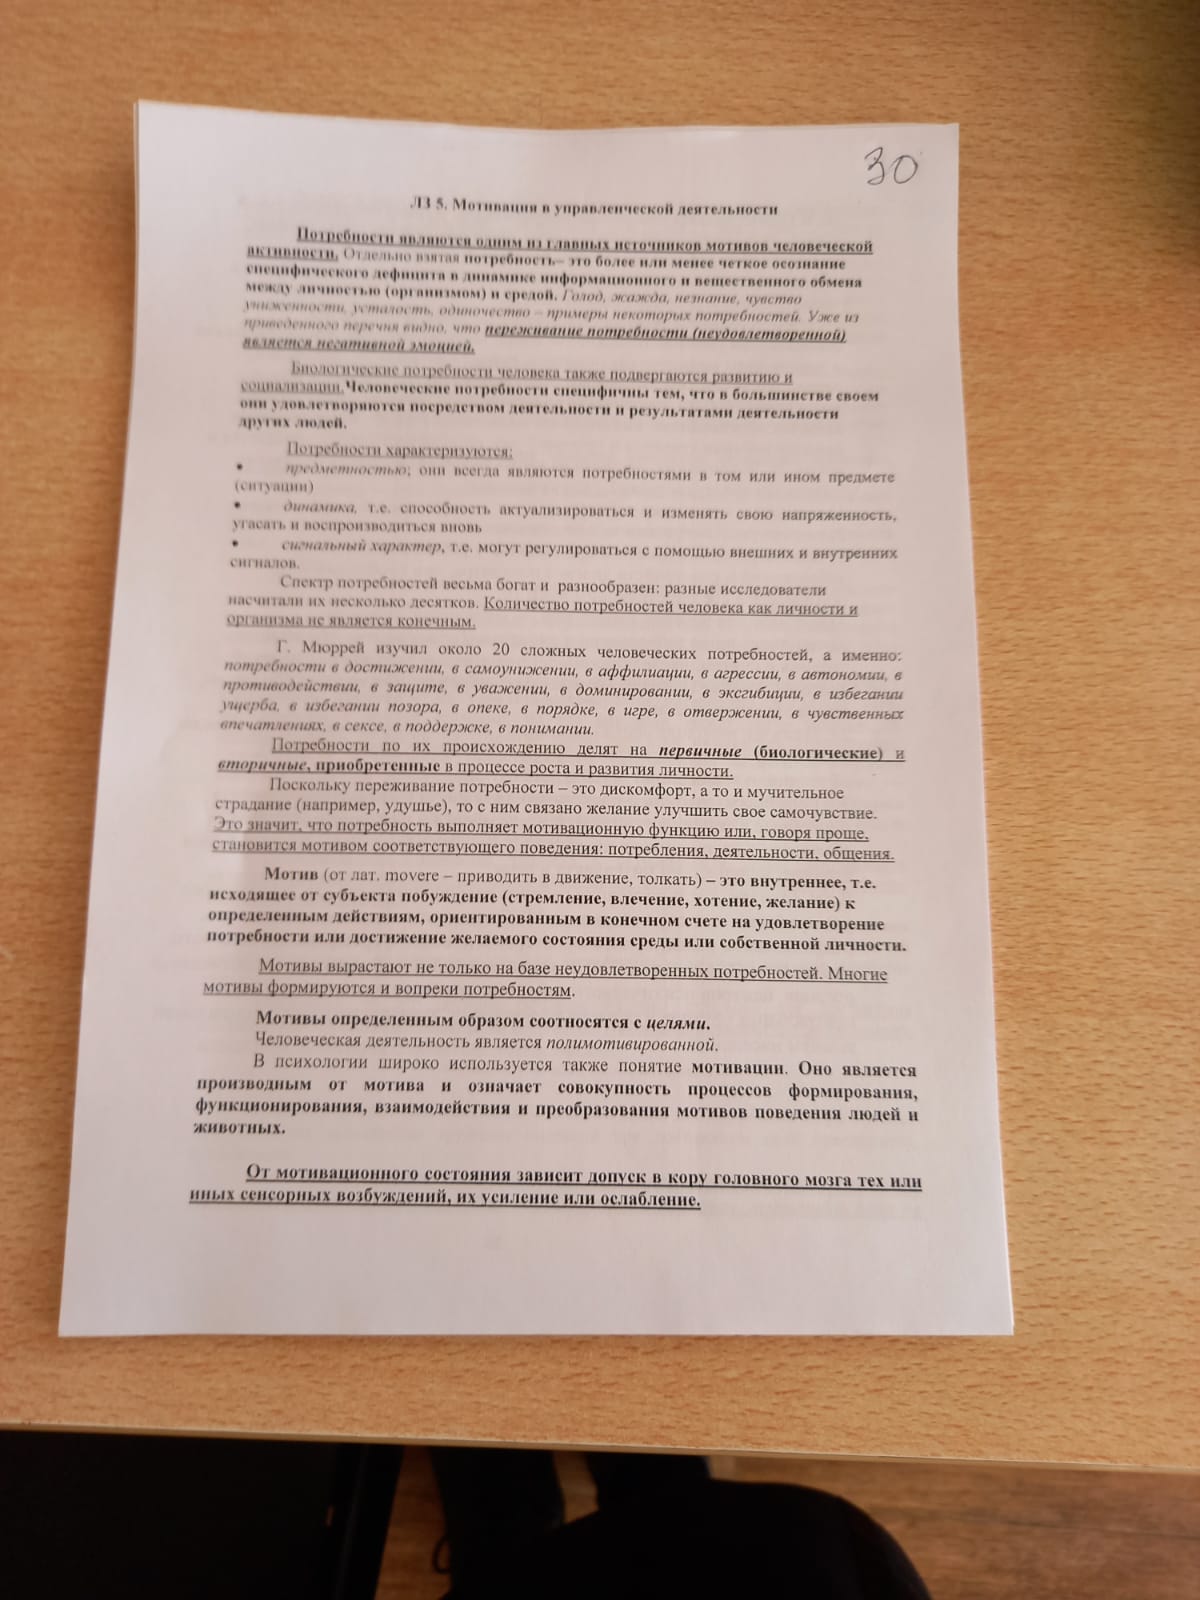 30
ЛЗ 5. Мотивация в управленческой деятельности
Потребности являются одним из главных источников мотивов человеческой
активности. Отдельно взятая потребность– это более или менее четкое осознание
специфического дефицита в динамике информационного и вещественного обмена
между личностью (организмом) и средой. Голод, жажда, незнание, чувство
униженности, усталость, одиночество – примеры некоторых потребностей. Уже из
приведенного перечня видно, что переживание потребности (неудовлетворенной)
является негативной эмоцией.
Биологические потребности человека также подвергаются развитию и
социализации.Человеческие потребности специфичны тем, что в большинстве своем
они удовлетворяются посредством деятельности и результатами деятельности
других людей.
Потребности характеризуются:
• предметностью; они всегда являются потребностями в том или ином предмете
(ситуации)
• динамика, т.е. способность актуализироваться и изменять свою напряженность,
угасать и воспроизводиться вновь
• сигнальный характер, т.е. могут регулироваться с помощью внешних и внутренних
сигналов.
Спектр потребностей весьма богат и разнообразен: разные исследователи
насчитали их несколько десятков. Количество потребностей человека как личности и
организма не является конечным.
Г. Мюррей изучил около 20 сложных человеческих потребностей, а именно:
потребности в достижении, в самоунижении, в аффилиации, в агрессии, в автономии, в
противодействии, в защите, в уважении, в доминировании, в эксгибиции, в избегании
ущерба, в избегании позора, в опеке, в порядке, в игре, в отвержении, в чувственных
впечатлениях, в сексе, в поддержке, в понимании.
Потребности по их происхождению делят на первичные (биологические) и
вторичные, приобретенные в процессе роста и развития личности.
Поскольку переживание потребности – это дискомфорт, а то и мучительное
страдание (например, удушье), то с ним связано желание улучшить свое самочувствие.
Это значит, что потребность выполняет мотивационную функцию или, говоря проще,
становится мотивом соответствующего поведения: потребления, деятельности, общения.
Мотив (от лат. movere – приводить в движение, толкать) – это внутреннее, т.е.
исходящее от субъекта побуждение (стремление, влечение, хотение, желание) к
определенным действиям, ориентированным в конечном счете на удовлетворение
потребности или достижение желаемого состояния среды или собственной личности.
Мотивы вырастают не только на базе неудовлетворенных потребностей. Многие
мотивы формируются и вопреки потребностям.
Мотивы определенным образом соотносятся с целями.
Человеческая деятельность является полимотивированной.
В психологии широко используется также понятие мотивации. Оно является
производным от мотива и означает совокупность процессов формирования,
функционирования, взаимодействия и преобразования мотивов поведения людей и
животных.
От мотивационного состояния зависит допуск в кору головного мозга тех или
иных сенсорных возбуждений, их усиление или ослабление.